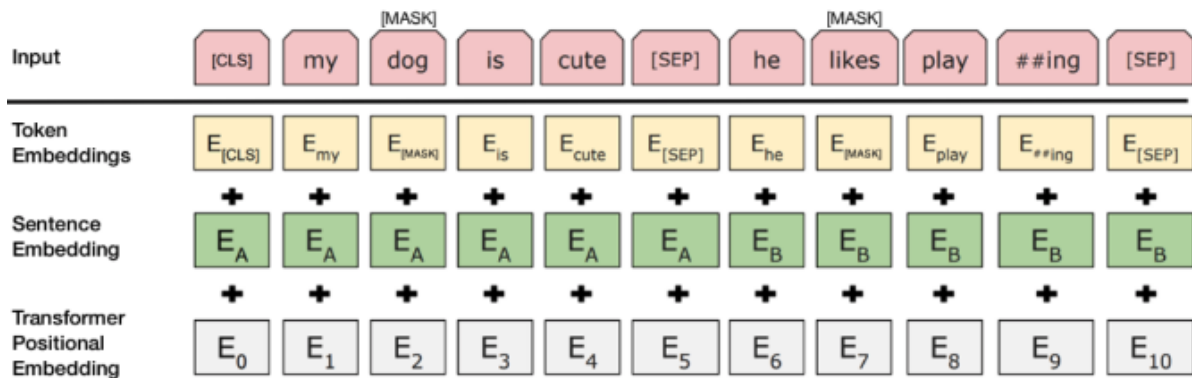 [MASK] [MASK]
Input [CLS] my dog is cute [SEP] he likes play ##ing [SEP]
Token
Embeddings E[CLS] Emy E[MASK] Eis Ecute E[SEP] Ehe E[MASK] Eplay E##ing E[SEP]
+ + + + + + + + + + +
Sentence
Embedding EA EA EA EA EA EA EB EB EB EB EB
+ + + + + + + + + + +
Transformer
Positional
Embedding E0 E1 E2 E3 E4 E5 E6 E7 E8 E9 E10